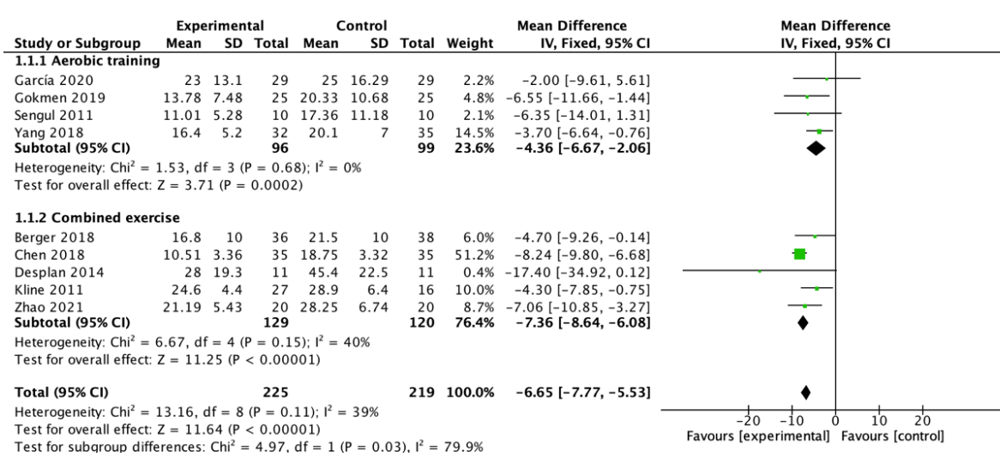 Experimental Control Mean Difference Mean Difference
Study or Subgroup Mean SD Total Mean SD Total Weight IV, Fixed, 95% CI IV, Fixed, 95% CI
1.1.1 Aerobic training
García 2020 23 13.1 29 25 16.29 29 2.2% −2.00 [−9.61, 5.61]
Gokmen 2019 13.78 7.48 25 20.33 10.68 25 4.8% −6.55 [−11.66, −1.44]
Sengul 2011 11.01 5.28 10 17.36 11.18 10 2.1% −6.35 [−14.01, 1.31]
Yang 2018 16.4 5.2 32 20.1 7 35 14.5% −3.70 [−6.64, −0.76]
Subtotal (95% CI) 96 99 23.6% −4.36 [−6.67, −2.06]
Heterogeneity: Chi² = 1.53, df = 3 (P = 0.68); I² = 0%
Test for overall effect: Z = 3.71 (P = 0.0002)
1.1.2 Combined exercise
Berger 2018 16.8 10 36 21.5 10 38 6.0% −4.70 [−9.26, −0.14]
Chen 2018 10.51 3.36 35 18.75 3.32 35 51.2% −8.24 [−9.80, −6.68]
Desplan 2014 28 19.3 11 45.4 22.5 11 0.4% −17.40 [−34.92, 0.12]
Kline 2011 24.6 4.4 27 28.9 6.4 16 10.0% −4.30 [−7.85, −0.75]
Zhao 2021 21.19 5.43 20 28.25 6.74 20 8.7% −7.06 [−10.85, −3.27]
Subtotal (95% CI) 129 120 76.4% −7.36 [−8.64, −6.08]
Heterogeneity: Chi² = 6.67, df = 4 (P = 0.15); I² = 40%
Test for overall effect: Z = 11.25 (P < 0.00001)
Total (95% CI) 225 219 100.0% −6.65 [−7.77, −5.53]
Heterogeneity: Chi² = 13.16, df = 8 (P = 0.11); I² = 39%
Test for overall effect: Z = 11.64 (P < 0.00001)
Test for subgroup differences: Chi² = 4.97, df = 1 (P = 0.03), I² = 79.9%
−20 −10 0 10 20
Favours [experimental] Favours [control]